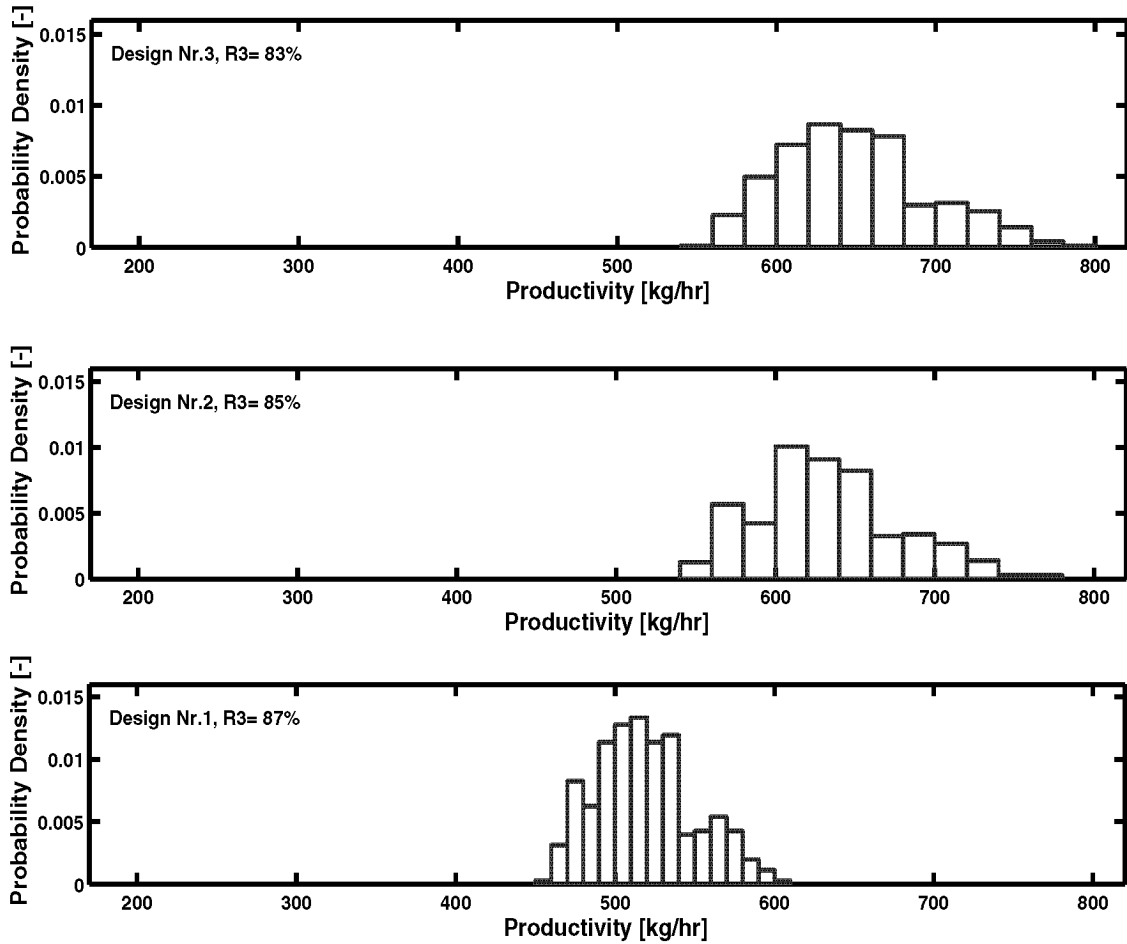 0.015
Design Nr.3, R3= 83%
0.01
0.005
0
Probability Density [-]
200 300 400 500 600 700 800
Productivity [kg/hr]
0.015
Design Nr.2, R3= 85%
0.01
0.005
0
Probability Density [-]
200 300 400 500 600 700 800
Productivity [kg/hr]
0.015
Design Nr.1, R3= 87%
0.01
0.005
0
Probability Density [-]
200 300 400 500 600 700 800
Productivity [kg/hr]